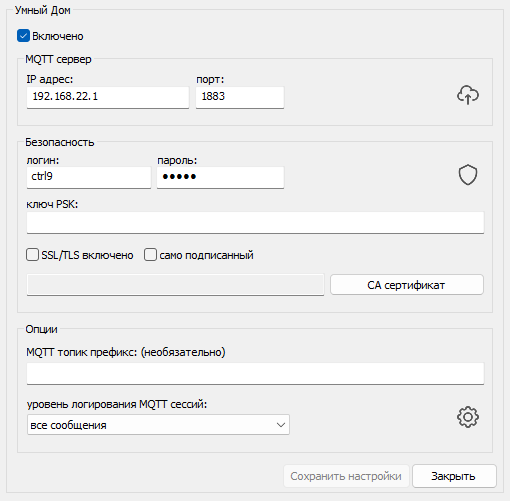 Умный Дом
Включено
MQTT сервер
IP адрес: порт:
192.168.22.1 1883
Безопасность
логин: пароль:
ctrl9 •••••
ключ PSK:
SSL/TLS включено само подписанный
CA сертификат
Опции
MQTT топик префикс: (необязательно)
уровень логирования MQTT сессий:
все сообщения
Сохранить настройки Закрыть